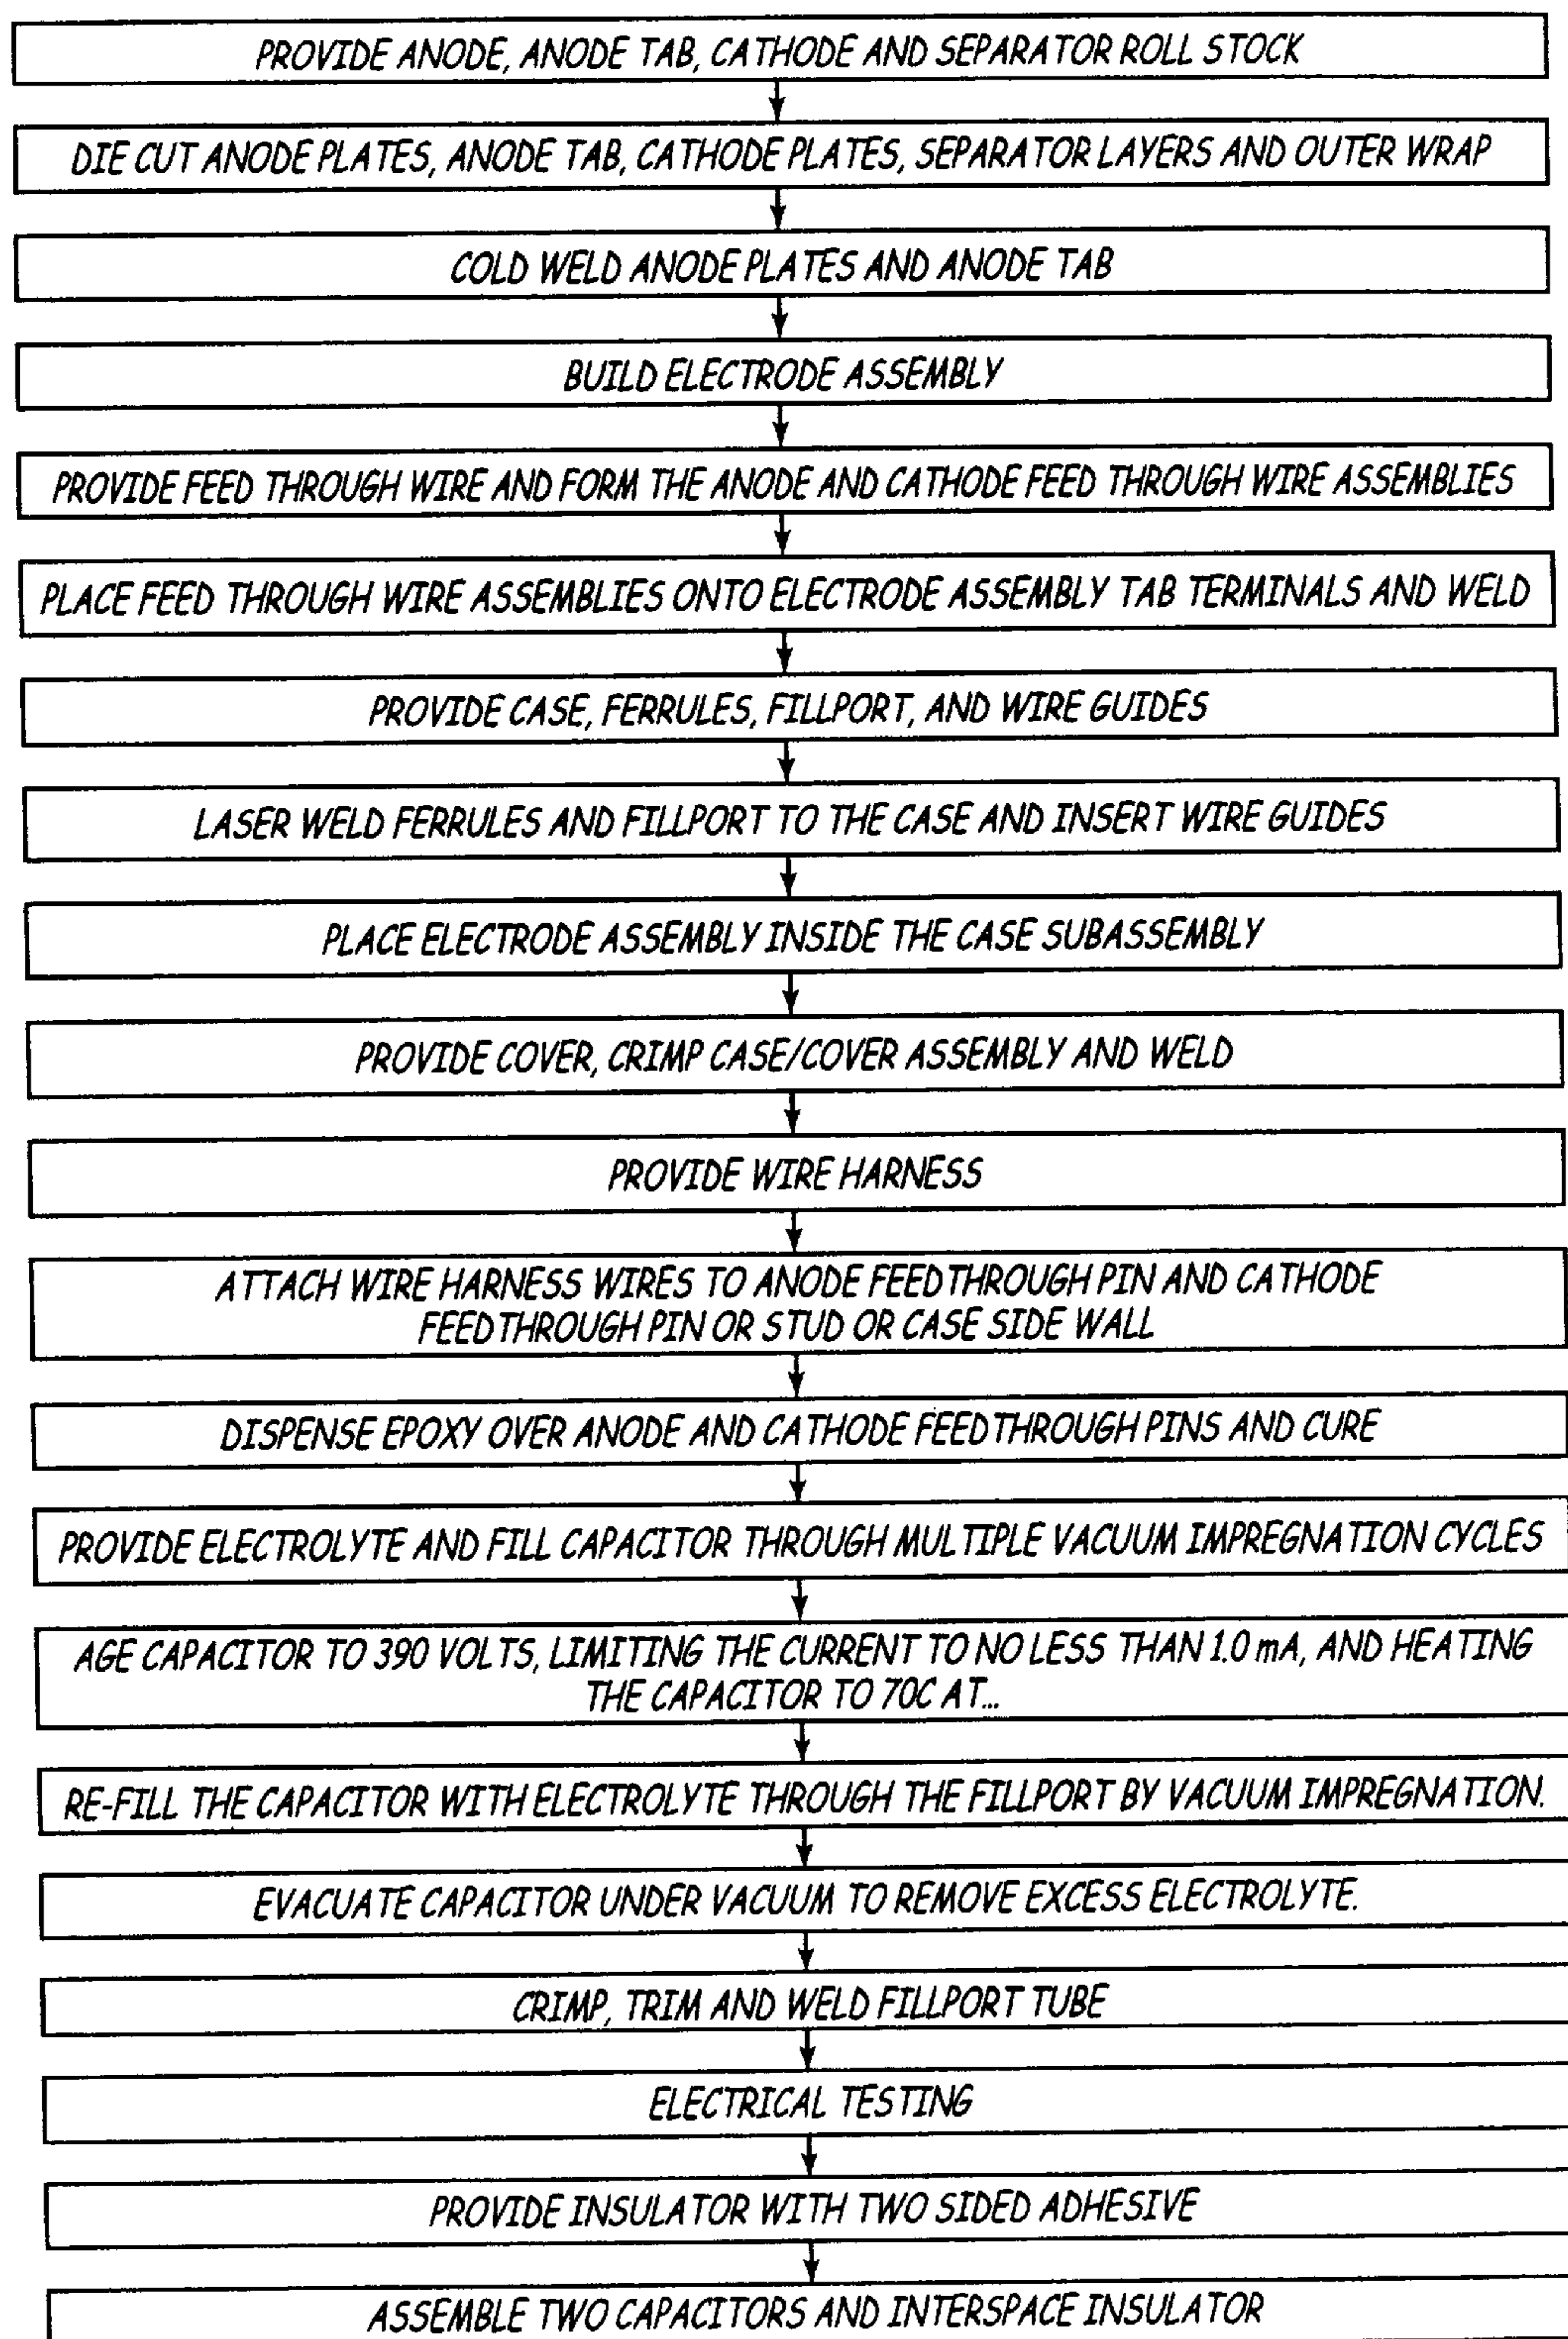 PROVIDE ANODE, ANODE TAB, CATHODE AND SEPARATOR ROLL STOCK
DIE CUT ANODE PLATES, ANODE TAB, CATHODE PLATES, SEPARATOR LAYERS AND OUTER WRAP
COLD WELD ANODE PLATES AND ANODE TAB
BUILD ELECTRODE ASSEMBLY
PROVIDE FEED THROUGH WIRE AND FORM THE ANODE AND CATHODE FEED THROUGH WIRE ASSEMBLIES
PLACE FEED THROUGH WIRE ASSEMBLIES ONTO ELECTRODE ASSEMBLY TAB TERMINALS AND WELD
PROVIDE CASE, FERRULES, FILLPORT, AND WIRE GUIDES
LASER WELD FERRULES AND FILLPORT TO THE CASE AND INSERT WIRE GUIDES
PLACE ELECTRODE ASSEMBLY INSIDE THE CASE SUBASSEMBLY
PROVIDE COVER, CRIMP CASE/COVER ASSEMBLY AND WELD
PROVIDE WIRE HARNESS
ATTACH WIRE HARNESS WIRES TO ANODE FEEDTHROUGH PIN AND CATHODE
FEEDTHROUGH PIN OR STUD OR CASE SIDE WALL
DISPENSE EPOXY OVER ANODE AND CATHODE FEEDTHROUGH PINS AND CURE
PROVIDE ELECTROLYTE AND FILL CAPACITOR THROUGH MULTIPLE VACUUM IMPREGNATION CYCLES
AGE CAPACITOR TO 390 VOLTS, LIMITING THE CURRENT TO NO LESS THAN 1.0 mA, AND HEATING
THE CAPACITOR TO 70C AT...
RE-FILL THE CAPACITOR WITH ELECTROLYTE THROUGH THE FILLPORT BY VACUUM IMPREGNATION.
EVACUATE CAPACITOR UNDER VACUUM TO REMOVE EXCESS ELECTROLYTE.
CRIMP, TRIM AND WELD FILLPORT TUBE
ELECTRICAL TESTING
PROVIDE INSULATOR WITH TWO SIDED ADHESIVE
ASSEMBLE TWO CAPACITORS AND INTERSPACE INSULATOR